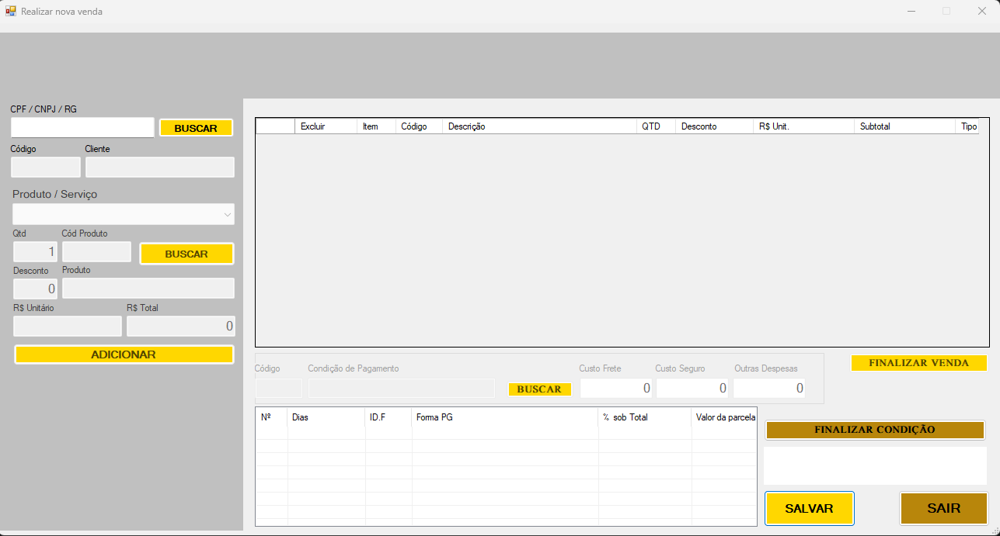 Realizar nova venda
CPF / CNPJ / RG
BUSCAR
Código Cliente
Produto / Serviço
Qtd Cód Produto
1 BUSCAR
Desconto Produto
0
R$ Unitário R$ Total
0
ADICIONAR
Excluir Item Código Descrição QTD Desconto R$ Unit. Subtotal Tipo
Código Condição de Pagamento Custo Frete Custo Seguro Outras Despesas
BUSCAR 0 0 0
FINALIZAR VENDA
Nº Dias ID.F Forma PG % sob Total Valor da parcela
FINALIZAR CONDIÇÃO
SALVAR SAIR